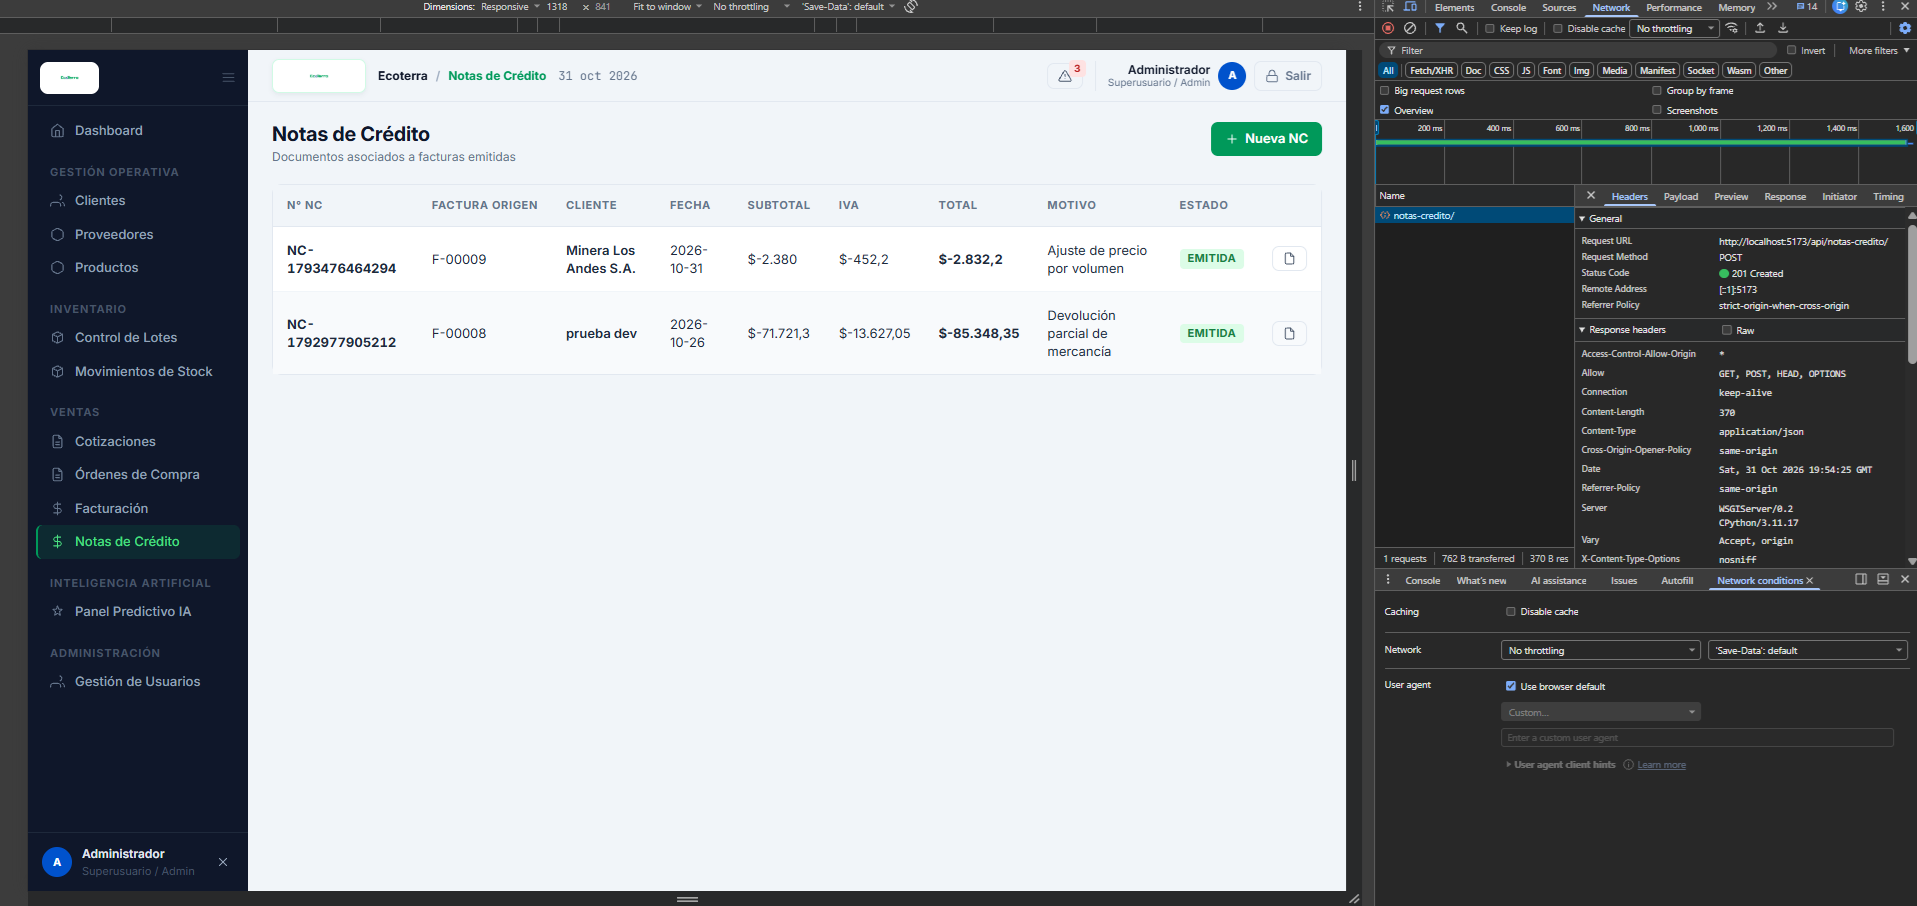 Dimensions: Responsive 1318 × 841 Fit to window No throttling 'Save-Data': default
Ecoterra
Ecoterra
Ecoterra / Notas de Crédito 31 oct 2026
3
Administrador
Superusuario / Admin
A
Salir
Dashboard
GESTIÓN OPERATIVA
Clientes
Proveedores
Productos
INVENTARIO
Control de Lotes
Movimientos de Stock
VENTAS
Cotizaciones
Órdenes de Compra
Facturación
Notas de Crédito
INTELIGENCIA ARTIFICIAL
Panel Predictivo IA
ADMINISTRACIÓN
Gestión de Usuarios
A
Administrador
Superusuario / Admin
Notas de Crédito
Documentos asociados a facturas emitidas
+ Nueva NC
N° NC FACTURA ORIGEN CLIENTE FECHA SUBTOTAL IVA TOTAL MOTIVO ESTADO
NC-
1793476464294
F-00009
Minera Los
Andes S.A.
2026-
10-31
$-2.380
$-452,2
$-2.832,2
Ajuste de precio
por volumen
EMITIDA
NC-
1792977905212
F-00008
prueba dev
2026-
10-26
$-71.721,3
$-13.627,05
$-85.348,35
Devolución
parcial de
mercancía
EMITIDA
Elements Console Sources Network Performance Memory 14
Keep log Disable cache No throttling
Filter Invert More filters
All Fetch/XHR Doc CSS JS Font Img Media Manifest Socket Wasm Other
Big request rows Group by frame
Overview Screenshots
200 ms 400 ms 600 ms 800 ms 1,000 ms 1,200 ms 1,400 ms 1,600
Name
notas-credito/
Headers Payload Preview Response Initiator Timing
General
Request URL http://localhost:5173/api/notas-credito/
Request Method POST
Status Code 201 Created
Remote Address [::1]:5173
Referrer Policy strict-origin-when-cross-origin
Response headers Raw
Access-Control-Allow-Origin *
Allow GET, POST, HEAD, OPTIONS
Connection keep-alive
Content-Length 370
Content-Type application/json
Cross-Origin-Opener-Policy same-origin
Date Sat, 31 Oct 2026 19:54:25 GMT
Referrer-Policy same-origin
Server WSGIServer/0.2
CPython/3.11.17
Vary Accept, origin
X-Content-Type-Options nosniff
1 requests 762 B transferred 370 B res
Console What's new AI assistance Issues Autofill Network conditions
Caching Disable cache
Network No throttling 'Save-Data': default
User agent Use browser default
Custom...
Enter a custom user agent
User agent client hints Learn more